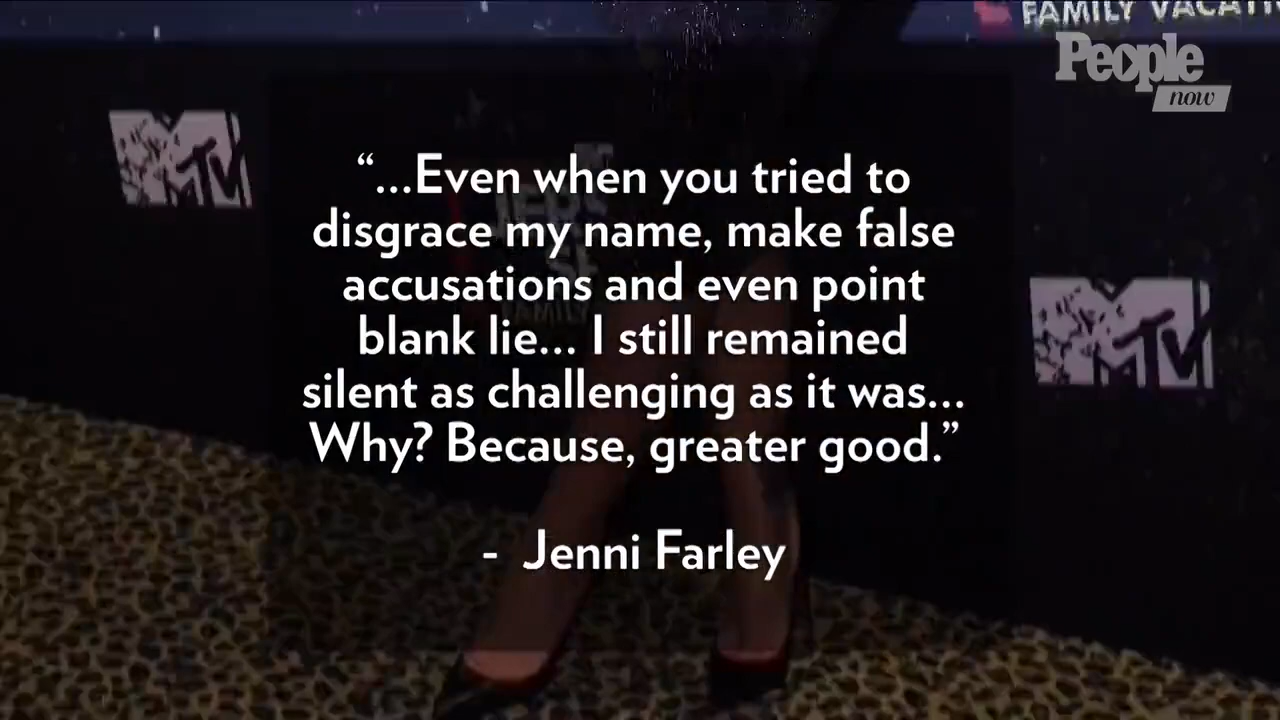 FAMILY VACATI
People
now
MTV
“...Even when you tried to
disgrace my name, make false
accusations and even point
blank lie... I still remained
silent as challenging as it was...
Why? Because, greater good.”
MTV
FAMILY
- Jenni Farley